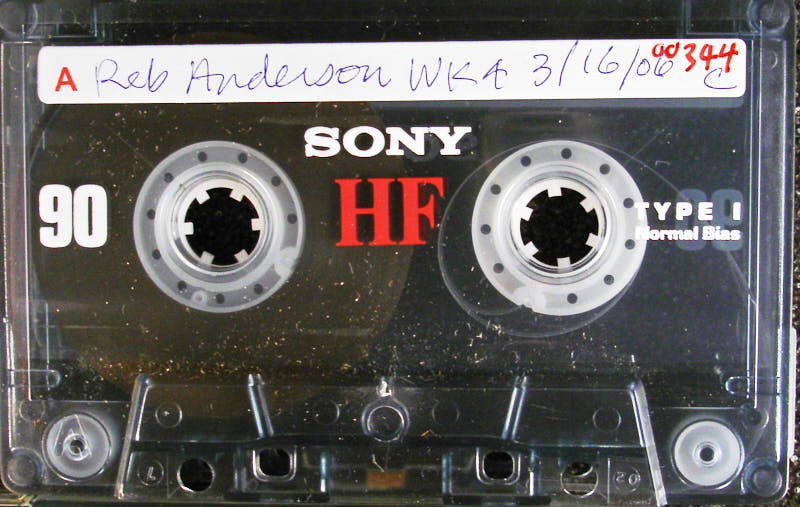 A Reb Anderson WK4 3/16/06 00344
C
SONY
90 HF TYPE I
Normal Bias
A